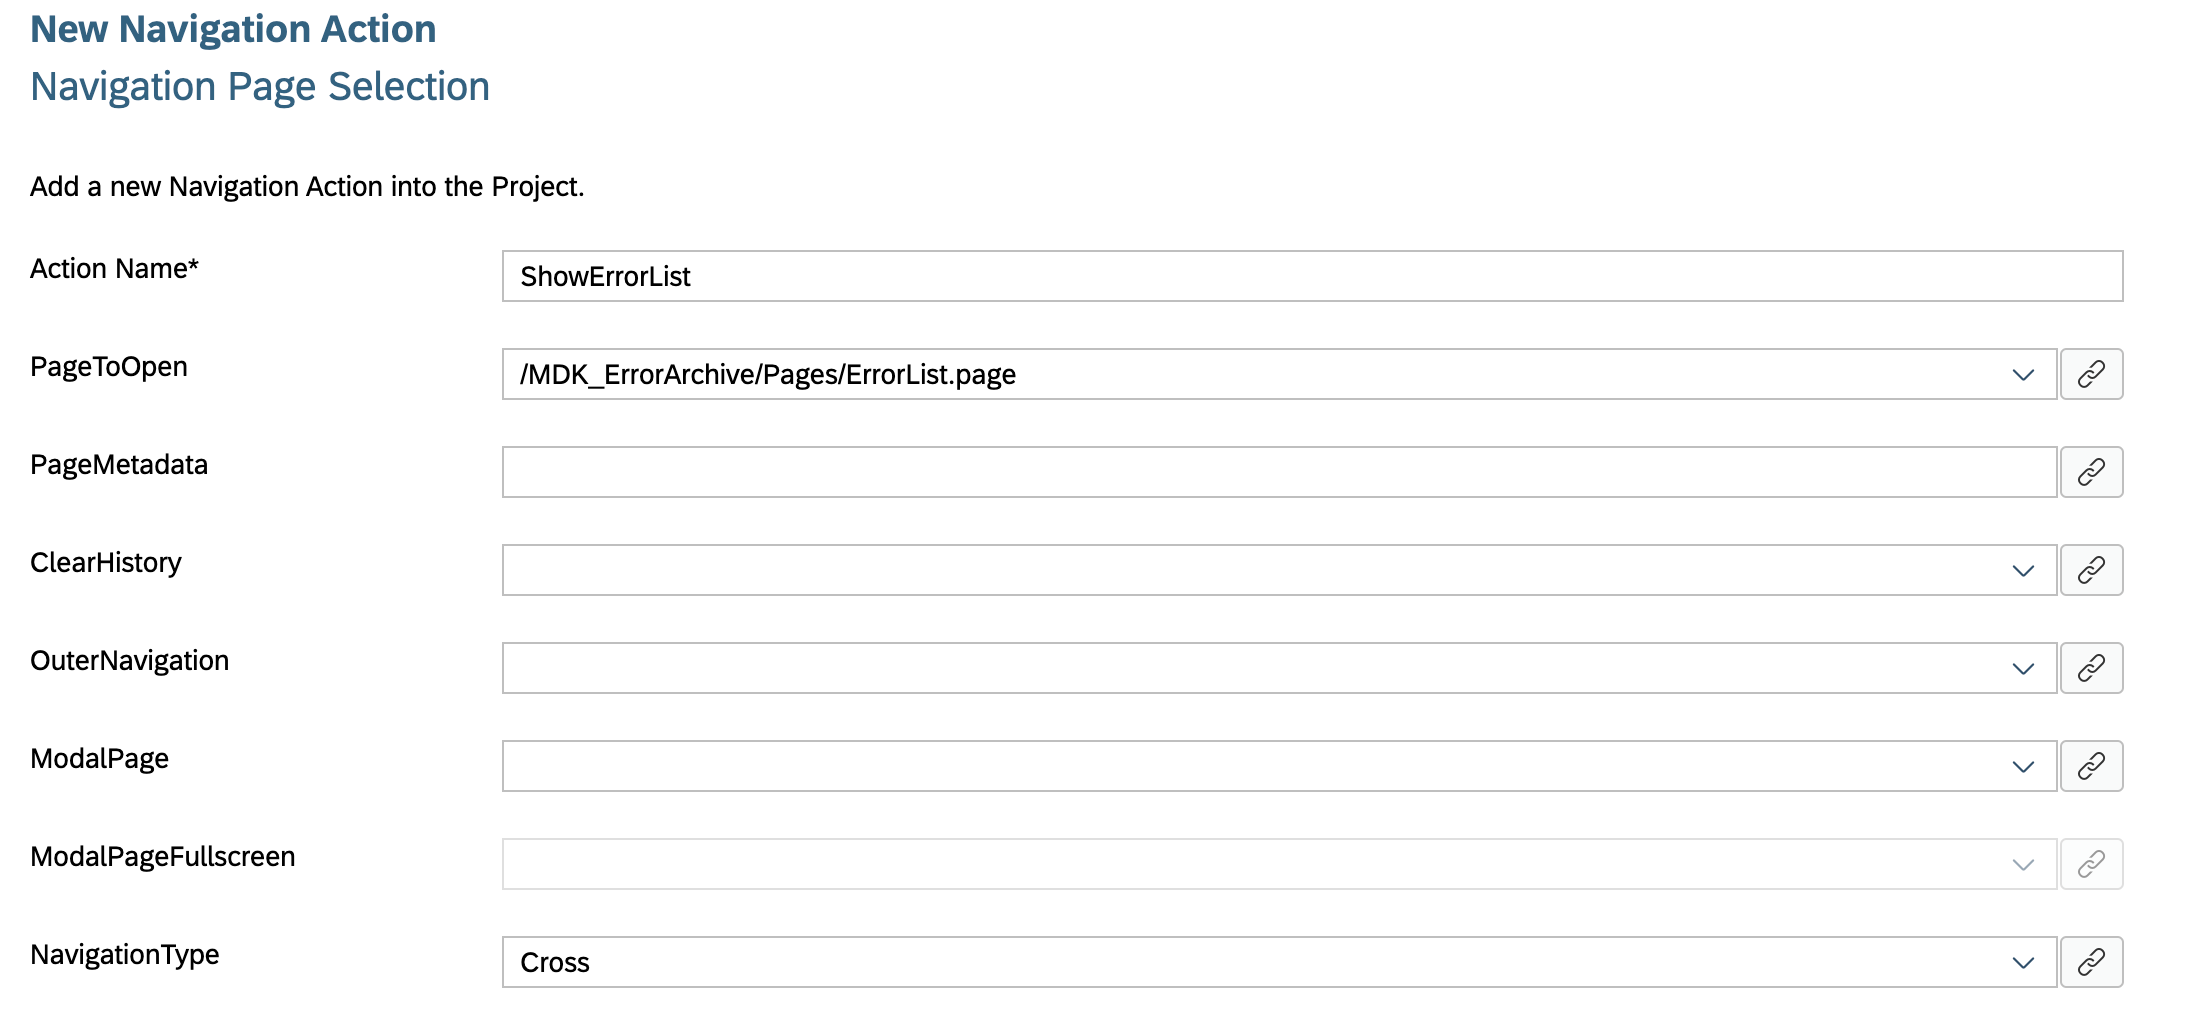 New Navigation Action
Navigation Page Selection
Add a new Navigation Action into the Project.
Action Name*
ShowErrorList
PageToOpen
/MDK_ErrorArchive/Pages/ErrorList.page
PageMetadata
ClearHistory
OuterNavigation
ModalPage
ModalPageFullscreen
NavigationType
Cross